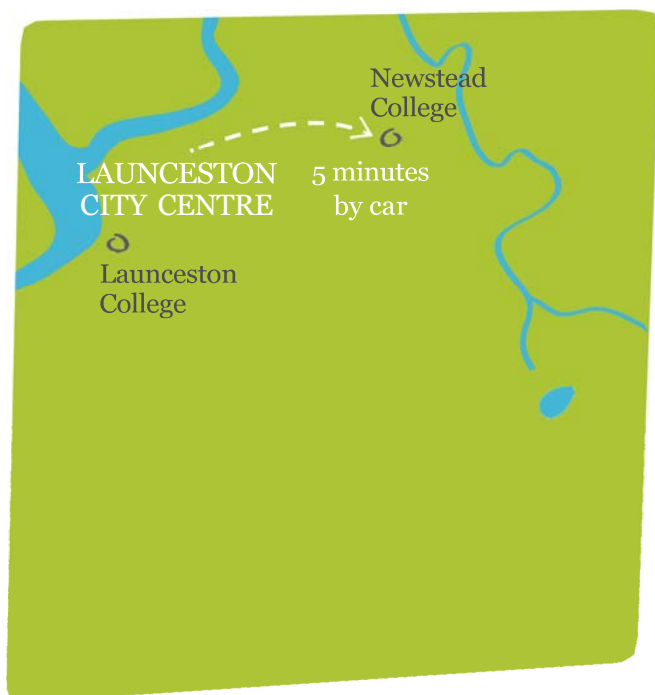 Newstead
College
LAUNCESTON
CITY CENTRE
5 minutes
by car
Launceston
College